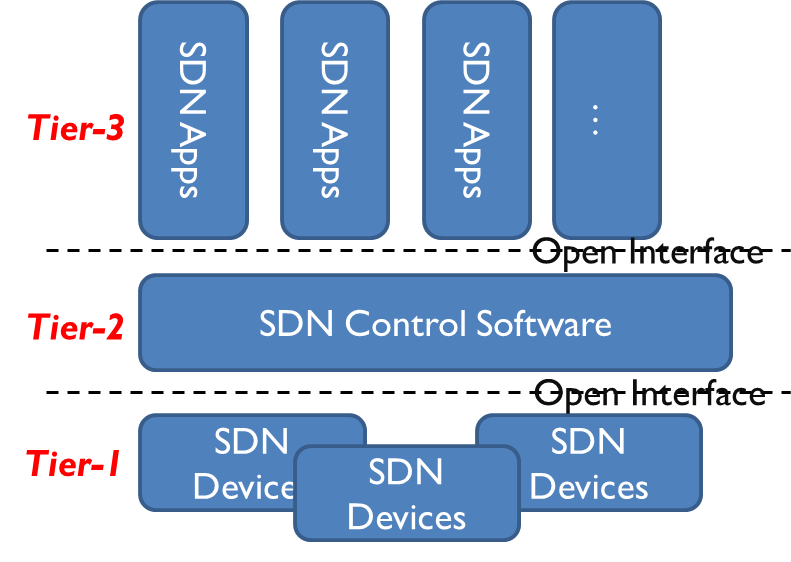 Tier-3
SDN Apps
SDN Apps
SDN Apps
...
Open Interface
Tier-2
SDN Control Software
Open Interface
Tier-1
SDN
Device
SDN
Devices
SDN
Devices